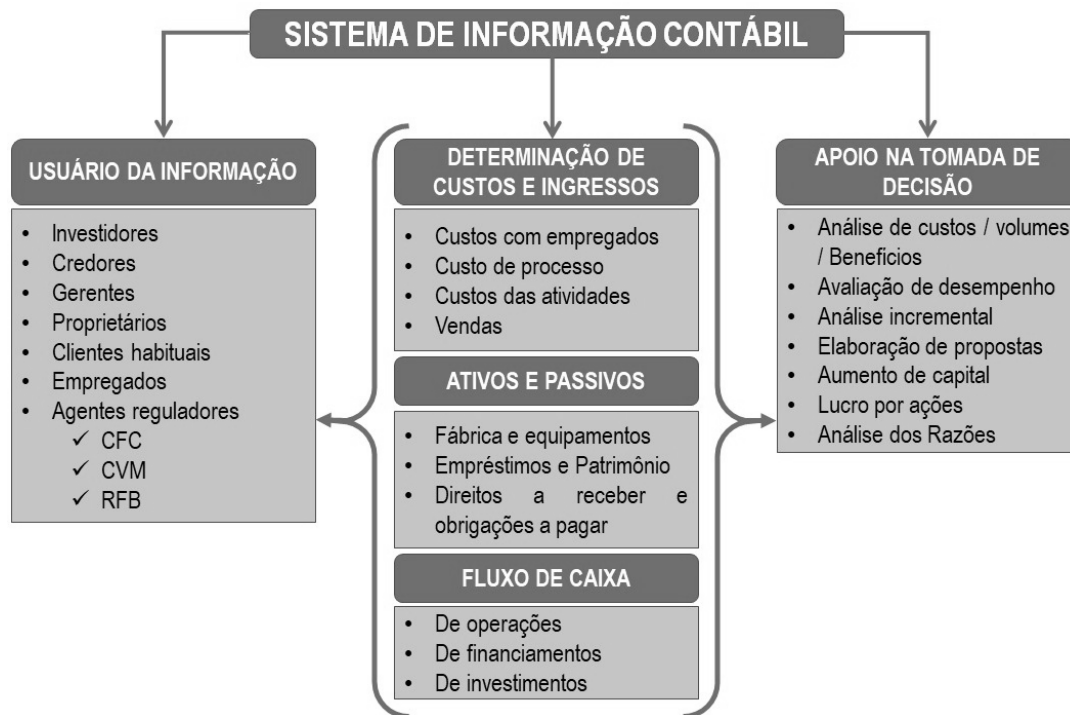 SISTEMA DE INFORMAÇÃO CONTÁBIL
USUÁRIO DA INFORMAÇÃO
• Investidores
• Credores
• Gerentes
• Proprietários
• Clientes habituais
• Empregados
• Agentes reguladores
✓ CFC
✓ CVM
✓ RFB
DETERMINAÇÃO DE
CUSTOS E INGRESSOS
• Custos com empregados
• Custo de processo
• Custos das atividades
• Vendas
ATIVOS E PASSIVOS
• Fábrica e equipamentos
• Empréstimos e Patrimônio
• Direitos a receber e
obrigações a pagar
FLUXO DE CAIXA
• De operações
• De financiamentos
• De investimentos
APOIO NA TOMADA DE
DECISÃO
• Análise de custos / volumes
/ Benefícios
• Avaliação de desempenho
• Análise incremental
• Elaboração de propostas
• Aumento de capital
• Lucro por ações
• Análise dos Razões